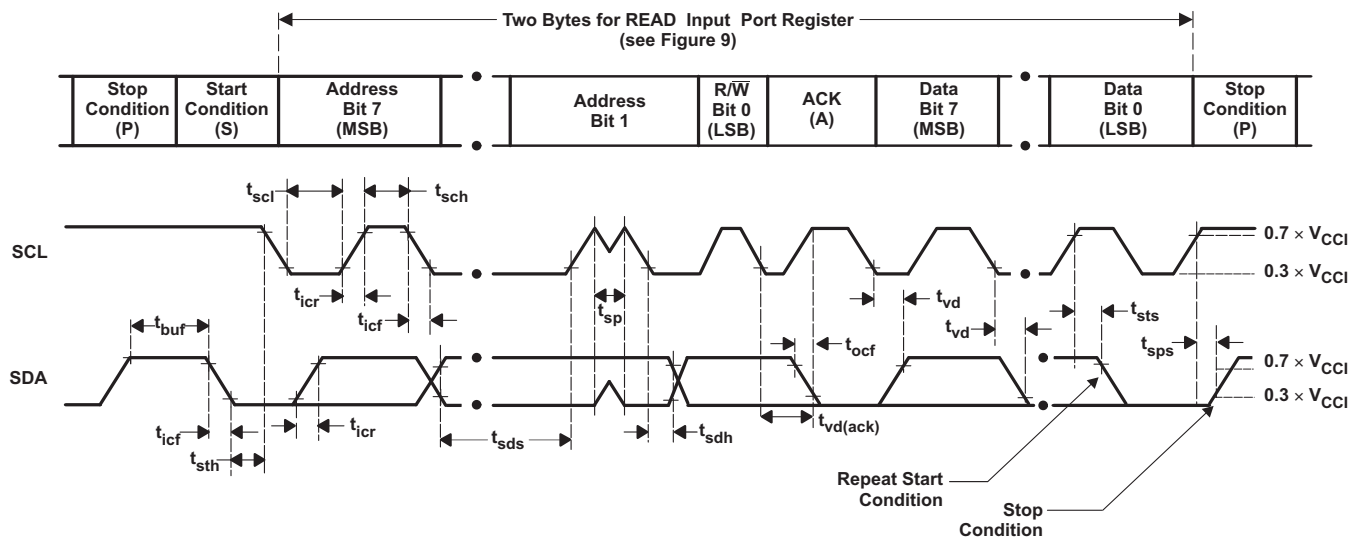 Two Bytes for READ Input Port Register
(see Figure 9)
Stop
Condition
(P)
Start
Condition
(S)
Address
Bit 7
(MSB)
Address
Bit 1
R/W̅
Bit 0
(LSB)
ACK
(A)
Data
Bit 7
(MSB)
Data
Bit 0
(LSB)
Stop
Condition
(P)
tscl
tsch
SCL
0.7 × VCCI
0.3 × VCCI
ticr
ticf
tsp
tvd
tvd
tsts
tbuf
tocf
tsps
SDA
0.7 × VCCI
0.3 × VCCI
ticf
ticr
tsth
tsds
tsdh
tvd(ack)
Repeat Start
Condition
Stop
Condition